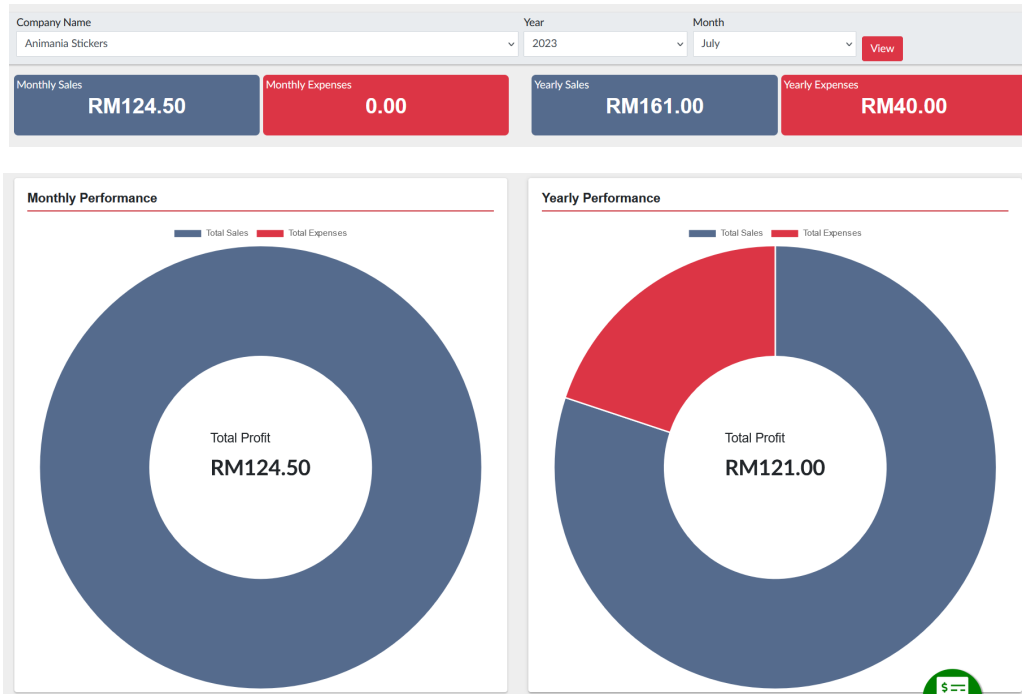 Company Name
Year
Month
Animania Stickers
2023
July
View
Monthly Sales
RM124.50
Monthly Expenses
0.00
Yearly Sales
RM161.00
Yearly Expenses
RM40.00
Monthly Performance
Total Sales
Total Expenses
Total Profit
RM124.50
Yearly Performance
Total Sales
Total Expenses
Total Profit
RM121.00
$